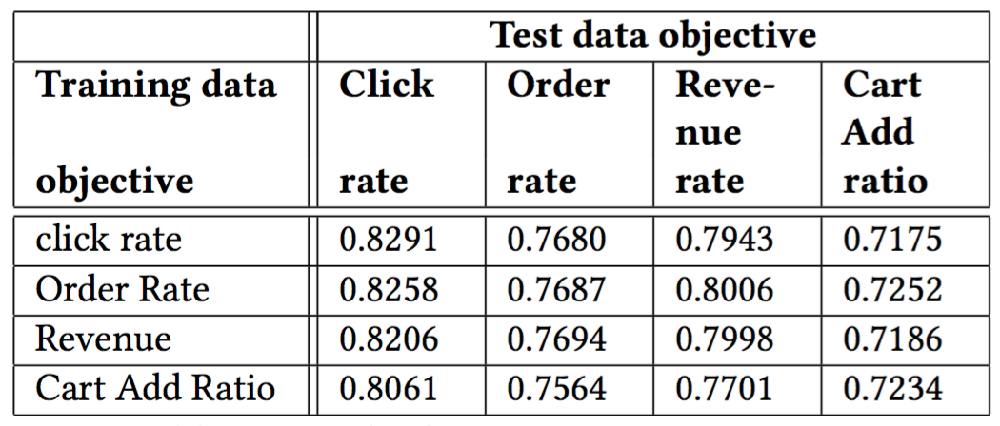 Test data objective
Training data Click Order Reve- Cart
nue Add
objective rate rate rate ratio
click rate 0.8291 0.7680 0.7943 0.7175
Order Rate 0.8258 0.7687 0.8006 0.7252
Revenue 0.8206 0.7694 0.7998 0.7186
Cart Add Ratio 0.8061 0.7564 0.7701 0.7234